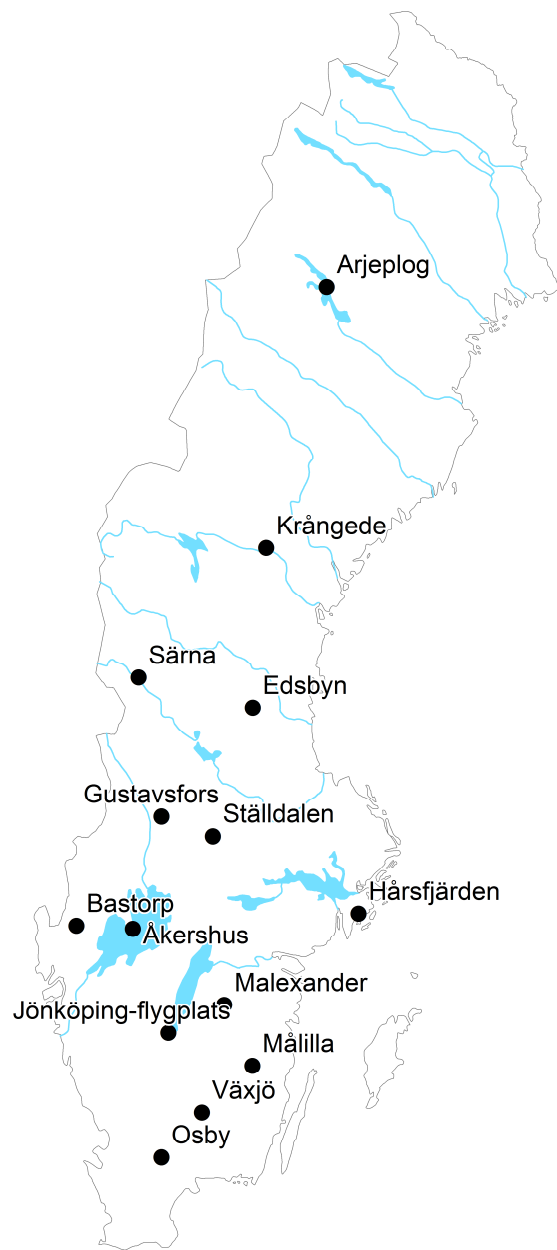 Arjeplog
Krångede
Särna
Edsbyn
Gustavsfors
Ställdalen
Hårsfjärden
Bastorp
Åkershus
Malexander
Jönköping-flygplats
Målilla
Växjö
Osby